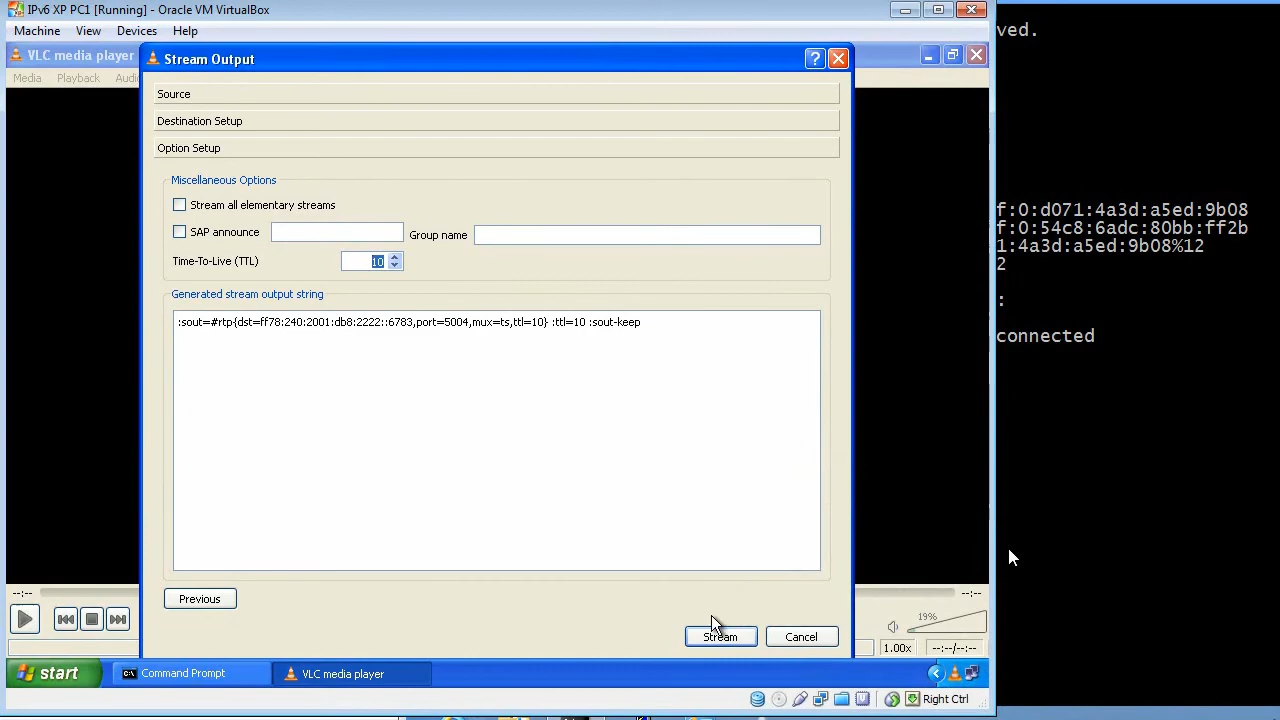 IPv6 XP PC1 [Running] - Oracle VM VirtualBox
Machine View Devices Help
ved.
VLC media player
Stream Output
Media Playback Audi
Source
Destination Setup
Option Setup
Miscellaneous Options
Stream all elementary streams
SAP announce
Group name
Time-To-Live (TTL)
10
Generated stream output string
:sout=#rtp{dst=ff78:240:2001:db8:2222::6783,port=5004,mux=ts,ttl=10} :ttl=10 :sout-keep
f:0:d071:4a3d:a5ed:9b08
f:0:54c8:6adc:80bb:ff2b
1:4a3d:a5ed:9b08%12
2
:
connected
--:--
--:--
Previous
19%
Stream
Cancel
1.00x
--:--/--:--
start
Command Prompt
VLC media player
Right Ctrl